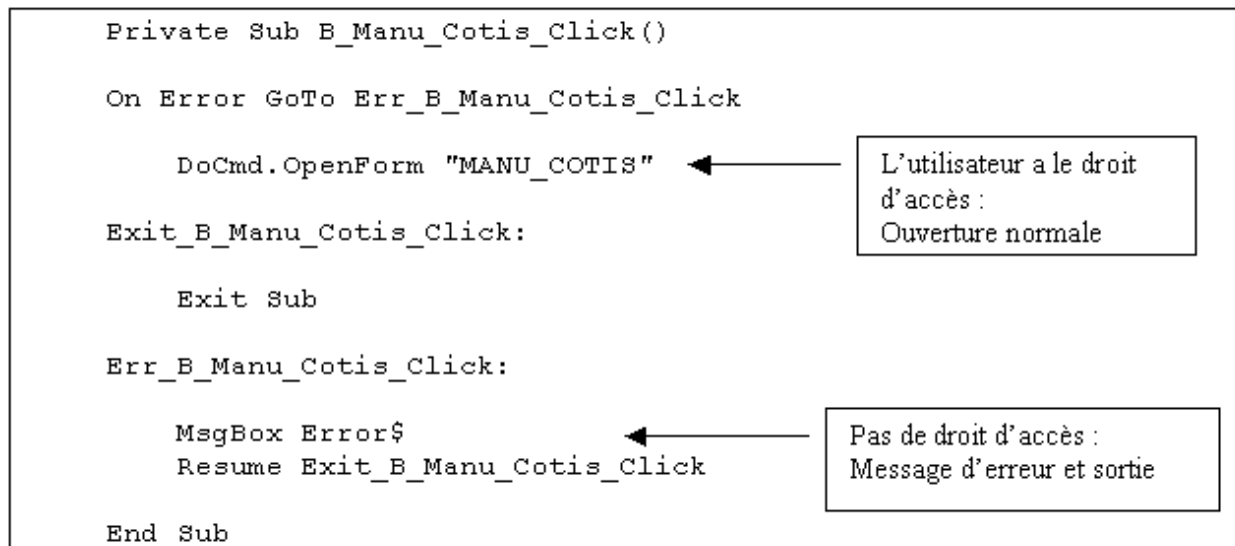 Private Sub B_Manu_Cotis_Click()
On Error GoTo Err_B_Manu_Cotis_Click
DoCmd.OpenForm "MANU_COTIS"
L'utilisateur a le droit
d'accès :
Ouverture normale
Exit_B_Manu_Cotis_Click:
Exit Sub
Err_B_Manu_Cotis_Click:
MsgBox Error$
Resume Exit_B_Manu_Cotis_Click
Pas de droit d'accès :
Message d'erreur et sortie
End Sub